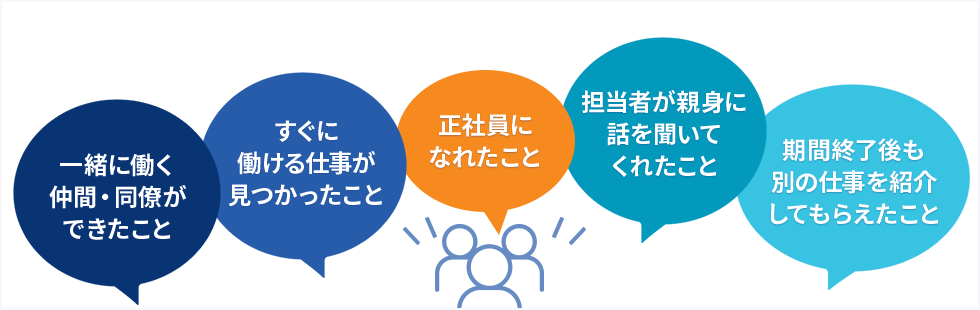 一緒に働く
仲間・同僚が
できたこと
すぐに
働ける仕事が
見つかったこと
正社員に
なれたこと
担当者が親身に
話を聞いて
くれたこと
期間終了後も
別の仕事を紹介
してもらえたこと